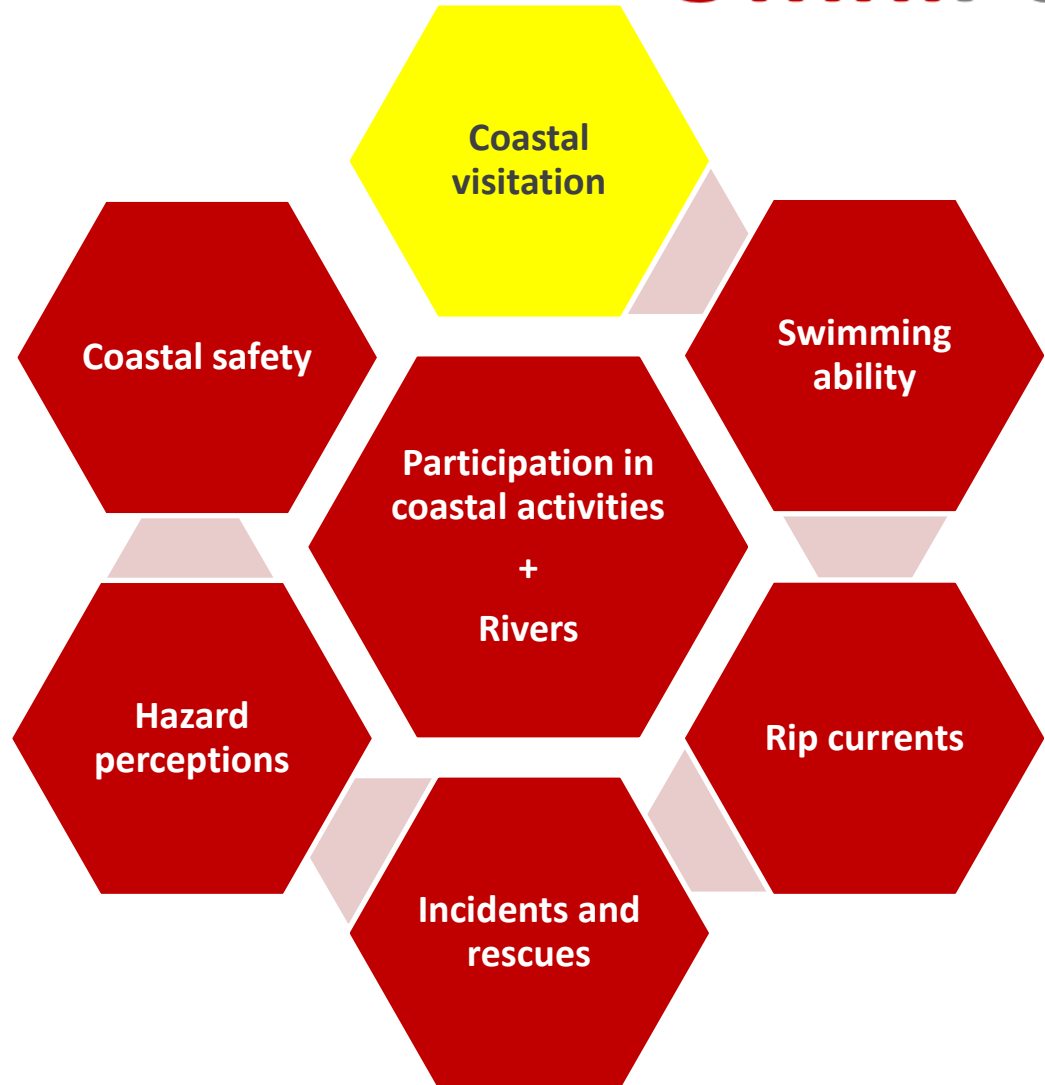 Coastal
visitation
Swimming
ability
Coastal safety
Participation in
coastal activities
+
Rivers
Hazard
perceptions
Rip currents
Incidents and
rescues